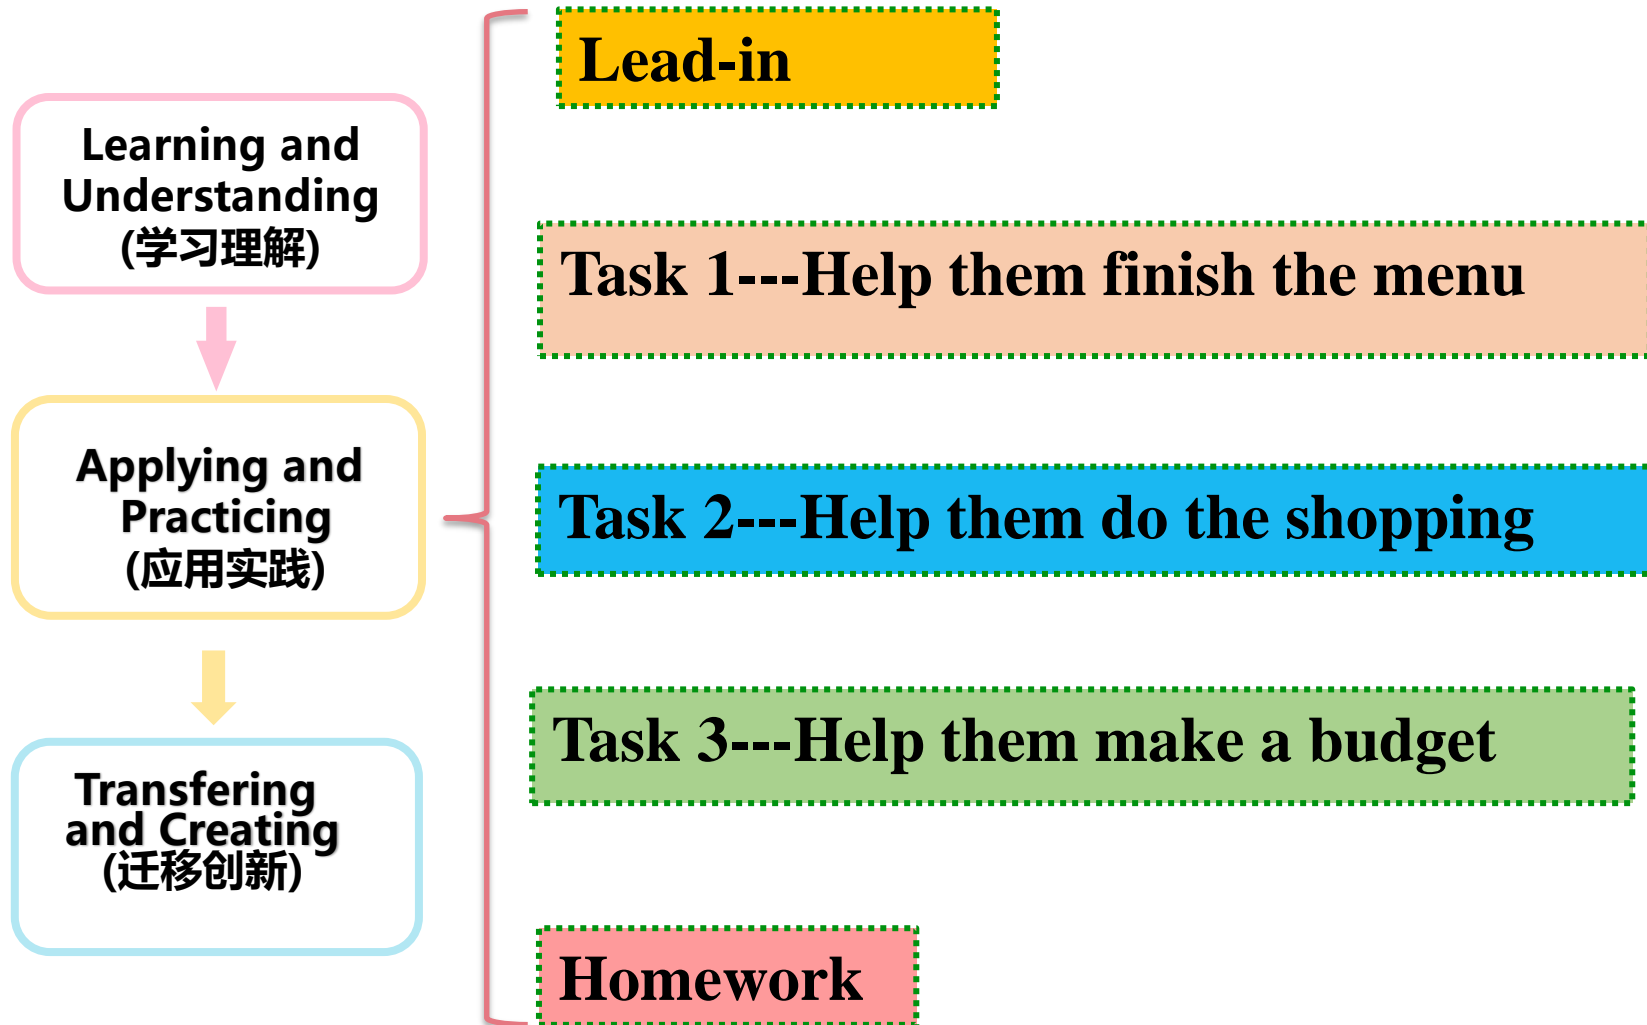 Learning and
Understanding
(学习理解)
Applying and
Practicing
(应用实践)
Transfering
and Creating
(迁移创新)
Lead-in
Task 1---Help them finish the menu
Task 2---Help them do the shopping
Task 3---Help them make a budget
Homework